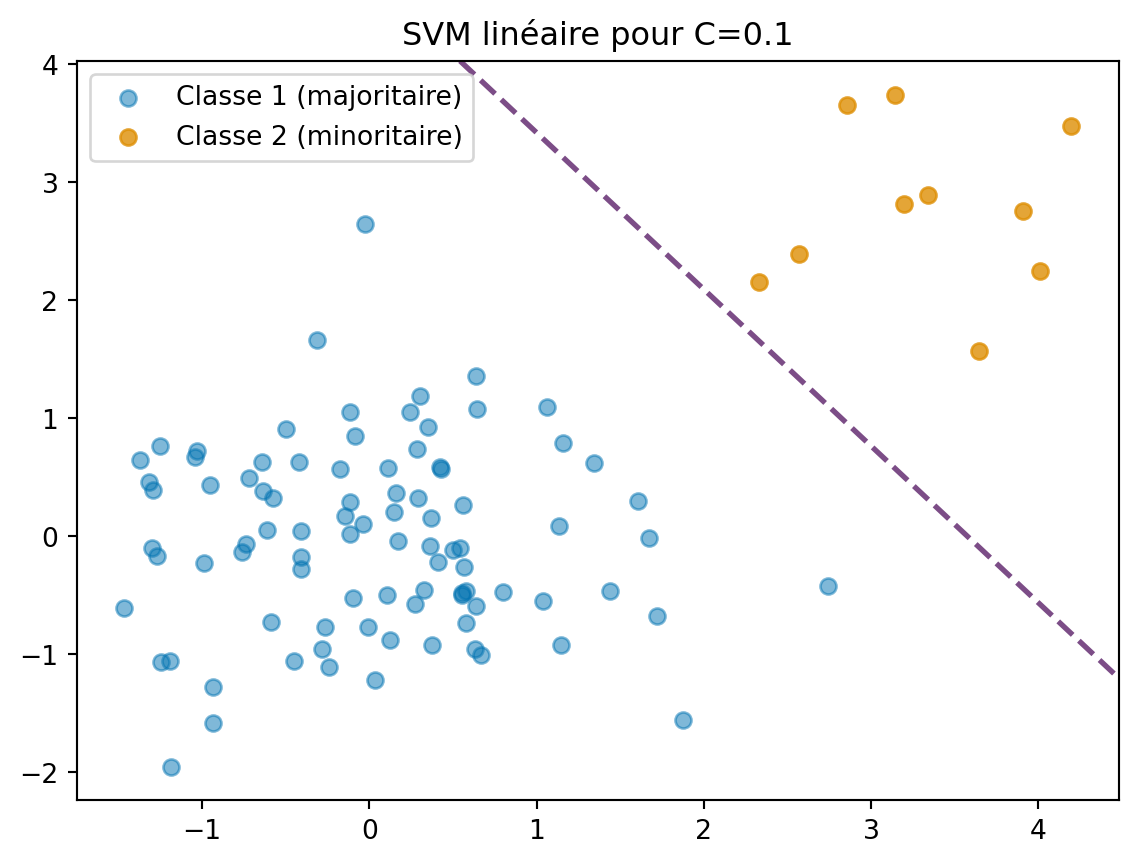 SVM linéaire pour C=0.1
Classe 1 (majoritaire)
Classe 2 (minoritaire)
4
3
2
1
0
−1
−2
−1 0 1 2 3 4